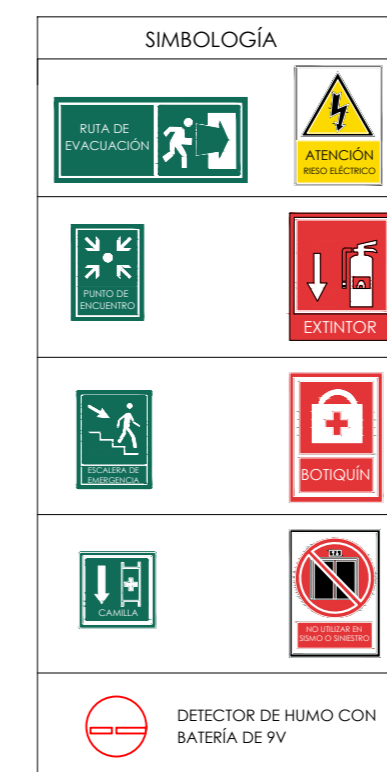 SIMBOLOGÍA
RUTA DE
EVACUACIÓN
ATENCIÓN
RIESO ELÉCTRICO
PUNTO DE
ENCUENTRO
EXTINTOR
ESCALERA DE
EMERGENCIA
BOTIQUÍN
CAMILLA
NO UTILIZAR EN
SISMO O SINIESTRO
DETECTOR DE HUMO CON
BATERÍA DE 9V